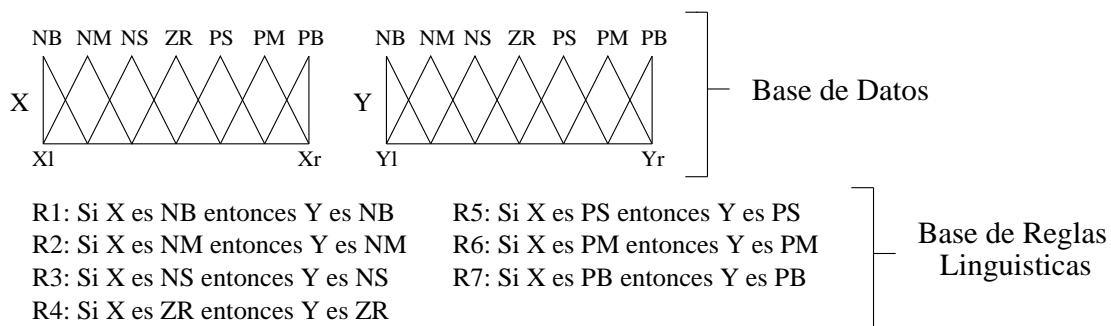 NB NM NS ZR PS PM PB
NB NM NS ZR PS PM PB
X
Y
Xl Xr
Yl Yr
Base de Datos
R1: Si X es NB entonces Y es NB
R2: Si X es NM entonces Y es NM
R3: Si X es NS entonces Y es NS
R4: Si X es ZR entonces Y es ZR
R5: Si X es PS entonces Y es PS
R6: Si X es PM entonces Y es PM
R7: Si X es PB entonces Y es PB
Base de Reglas
Linguisticas